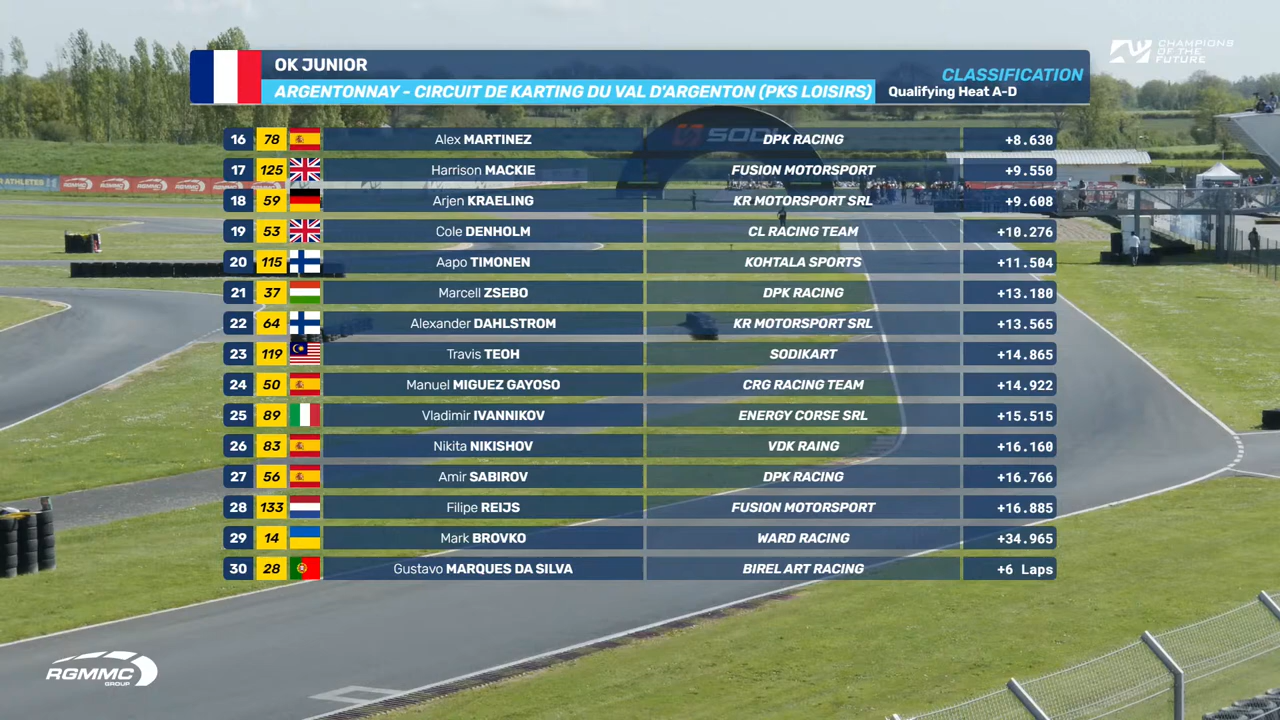 CHAMPIONS
OF THE
FUTURE
OK JUNIOR
CLASSIFICATION
ARGENTONNAY - CIRCUIT DE KARTING DU VAL D'ARGENTON (PKS LOISIRS)
Qualifying Heat A-D
16 78 Alex MARTINEZ DPK RACING +8.630
17 125 Harrison MACKIE FUSION MOTORSPORT +9.550
18 59 Arjen KRAELING KR MOTORSPORT SRL +9.608
19 53 Cole DENHOLM CL RACING TEAM +10.276
20 115 Aapo TIMONEN KOHTALA SPORTS +11.504
21 37 Marcell ZSEBO DPK RACING +13.180
22 64 Alexander DAHLSTROM KR MOTORSPORT SRL +13.565
23 119 Travis TEOH SODIKART +14.865
24 50 Manuel MIGUEZ GAYOSO CRG RACING TEAM +14.922
25 89 Vladimir IVANNIKOV ENERGY CORSE SRL +15.515
26 83 Nikita NIKISHOV VDK RAING +16.160
27 56 Amir SABIROV DPK RACING +16.766
28 133 Filipe REIJS FUSION MOTORSPORT +16.885
29 14 Mark BROVKO WARD RACING +34.965
30 28 Gustavo MARQUES DA SILVA BIREL ART RACING +6 Laps
RGMMC
GROUP